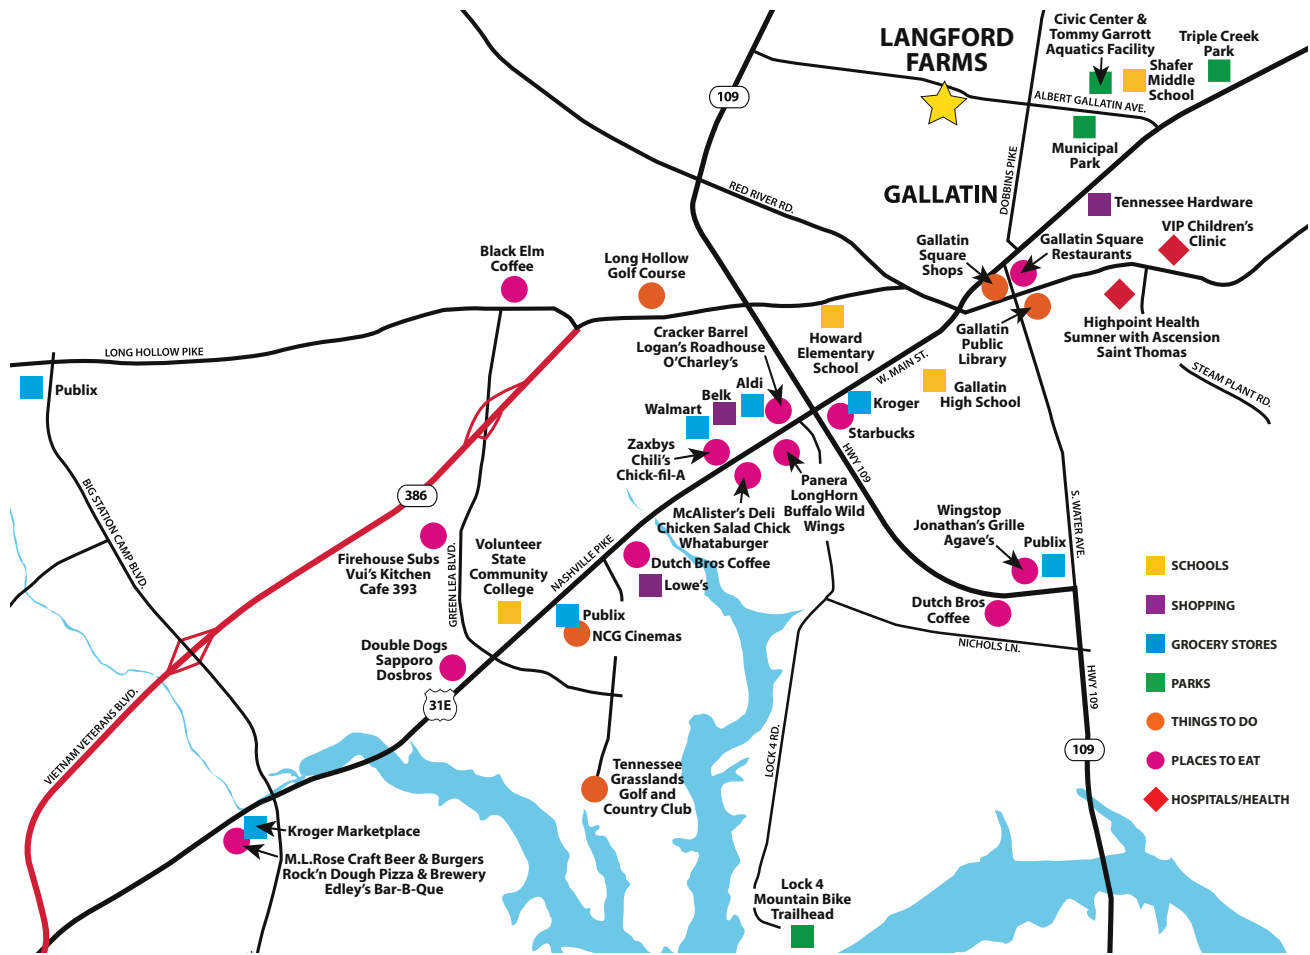 LANGFORD
FARMS
Civic Center &
Tommy Garrott
Aquatics Facility
Triple Creek
Park
Shafer
Middle
School
109
ALBERT GALLATIN AVE.
Municipal
Park
DOBBINS PIKE
RED RIVER RD.
GALLATIN
Tennessee Hardware
VIP Children's
Clinic
Gallatin
Square
Shops
Gallatin Square
Restaurants
Black Elm
Coffee
Long Hollow
Golf Course
Cracker Barrel
Logan's Roadhouse
O'Charley's
Howard
Elementary
School
Gallatin
Public
Library
Highpoint Health
Sumner with Ascension
Saint Thomas
LONG HOLLOW PIKE
W. MAIN ST.
STEAM PLANT RD.
Publix
Aldi
Belk
Walmart
Kroger
Gallatin
High School
Starbucks
Zaxbys
Chili's
Chick-fil-A
HWY 109
Panera
LongHorn
Buffalo Wild
Wings
McAlister's Deli
Chicken Salad Chick
Whataburger
BIG STATION CAMP BLVD.
386
S. WATER AVE.
Wingstop
Jonathan's Grille
Agave's
Publix
Firehouse Subs
Vui's Kitchen
Cafe 393
GREEN LEA BLVD.
Volunteer
State
Community
College
NASHVILLE PIKE
Dutch Bros Coffee
Lowe's
Publix
NCG Cinemas
Dutch Bros
Coffee
NICHOLS LN.
Double Dogs
Sapporo
Dosbros
31E
VIETNAM VETERANS BLVD.
HWY 109
109
LOCK 4 RD.
Tennessee
Grasslands
Golf and
Country Club
Kroger Marketplace
M.L.Rose Craft Beer & Burgers
Rock'n Dough Pizza & Brewery
Edley's Bar-B-Que
Lock 4
Mountain Bike
Trailhead
SCHOOLS
SHOPPING
GROCERY STORES
PARKS
THINGS TO DO
PLACES TO EAT
HOSPITALS/HEALTH